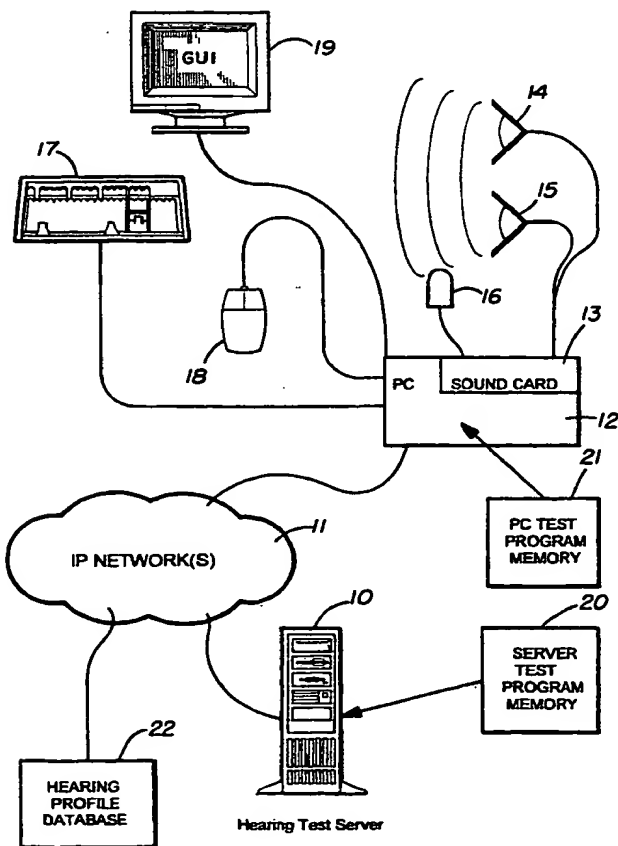 19
GUI
14
17
15
16
13
18
PC
SOUND CARD
12
21
11
PC TEST
PROGRAM
MEMORY
IP NETWORK(S)
10
20
SERVER
TEST
PROGRAM
MEMORY
22
HEARING
PROFILE
DATABASE
Hearing Test Server